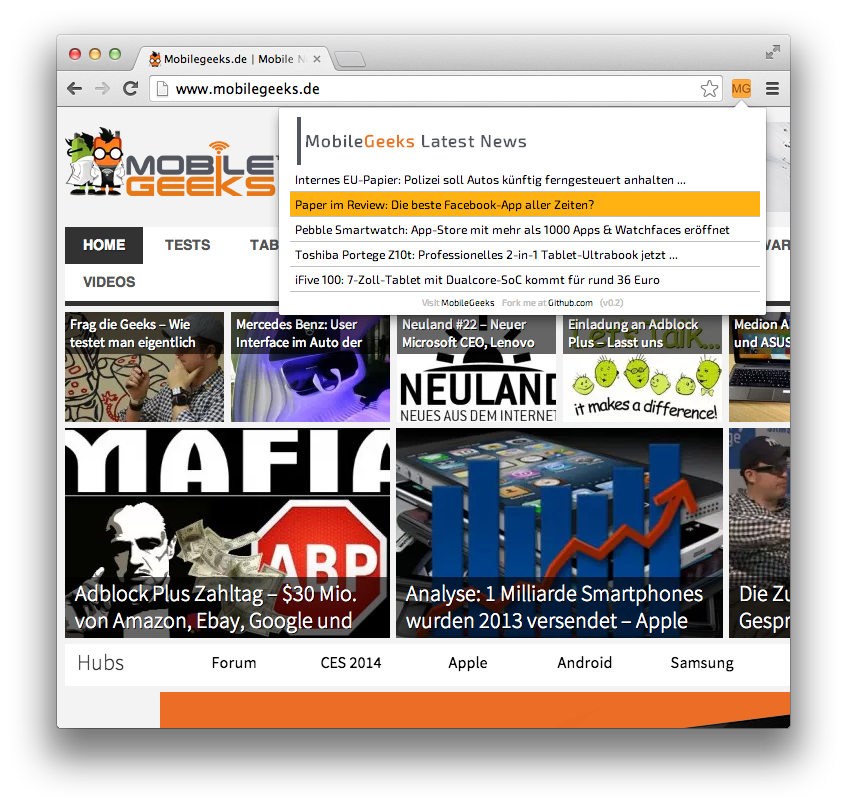 Mobilegeeks.de | Mobile N
www.mobilegeeks.de
MG
MobileGeeks Latest News
Internes EU-Papier: Polizei soll Autos künftig ferngesteuert anhalten ...
Paper im Review: Die beste Facebook-App aller Zeiten?
Pebble Smartwatch: App-Store mit mehr als 1000 Apps & Watchfaces eröffnet
Toshiba Portege Z10t: Professionelles 2-in-1 Tablet-Ultrabook jetzt ...
iFive 100: 7-Zoll-Tablet mit Dualcore-SoC kommt für rund 36 Euro
Visit MobileGeeks Fork me at Github.com (v0.2)
MOBILE
GEEKS
HOME TESTS TAB WAR
VIDEOS
Frag die Geeks – Wie
testet man eigentlich
Mercedes Benz: User
Interface im Auto der
Neuland #22 – Neuer
Microsoft CEO, Lenovo
NEULAND
NEUES AUS DEM INTERNET
Einladung an Adblock
Plus – Lasst uns
Let's Talk...
it makes a difference!
Medion A
und ASUS
MAFIA
ABP
Adblock Plus Zahltag – $30 Mio.
von Amazon, Ebay, Google und
Analyse: 1 Milliarde Smartphones
wurden 2013 versendet – Apple
Die Zu
Gespr
Hubs Forum CES 2014 Apple Android Samsung